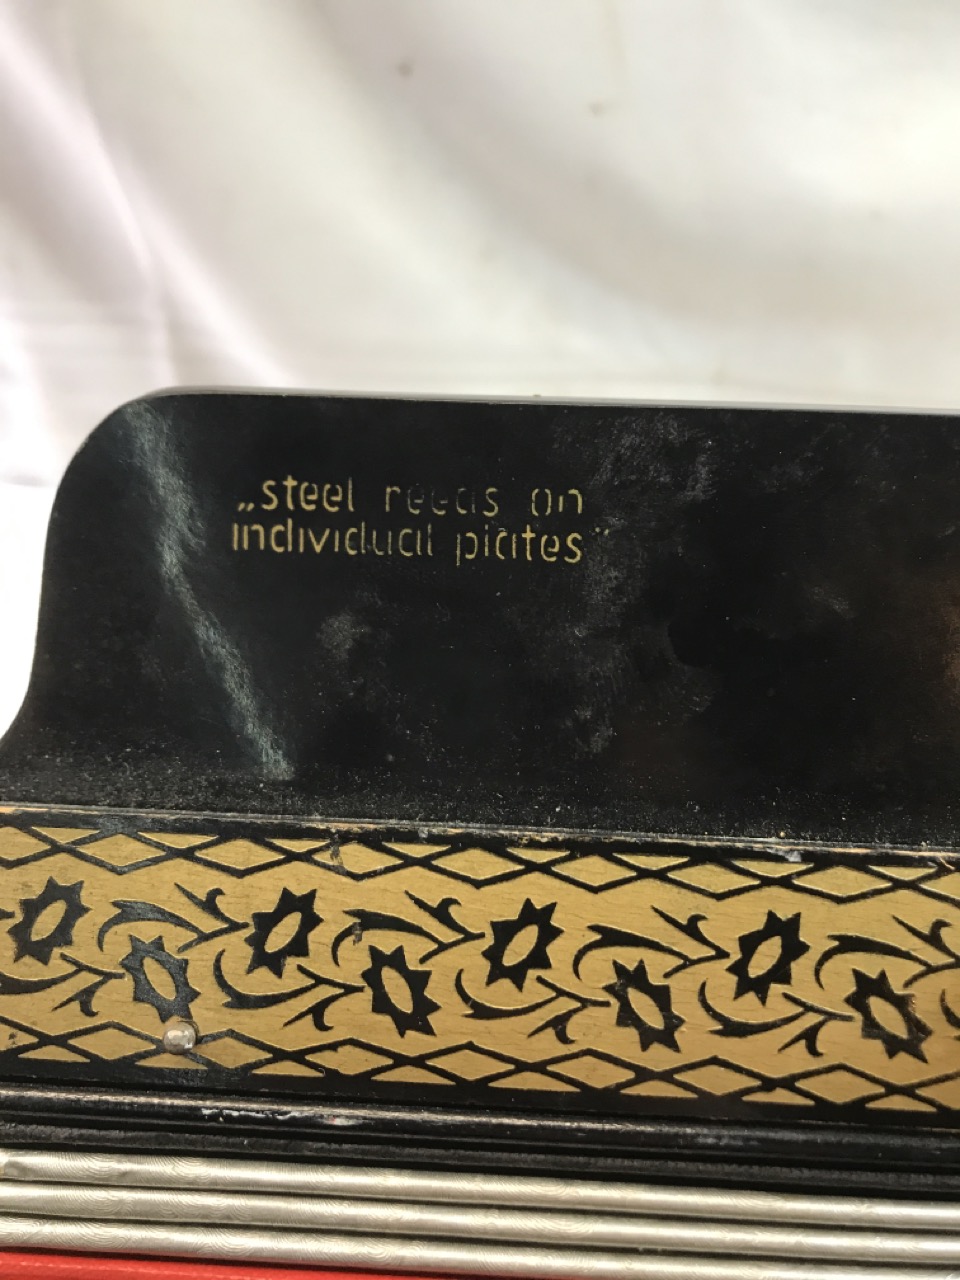 „steel reeds on
individual plates"